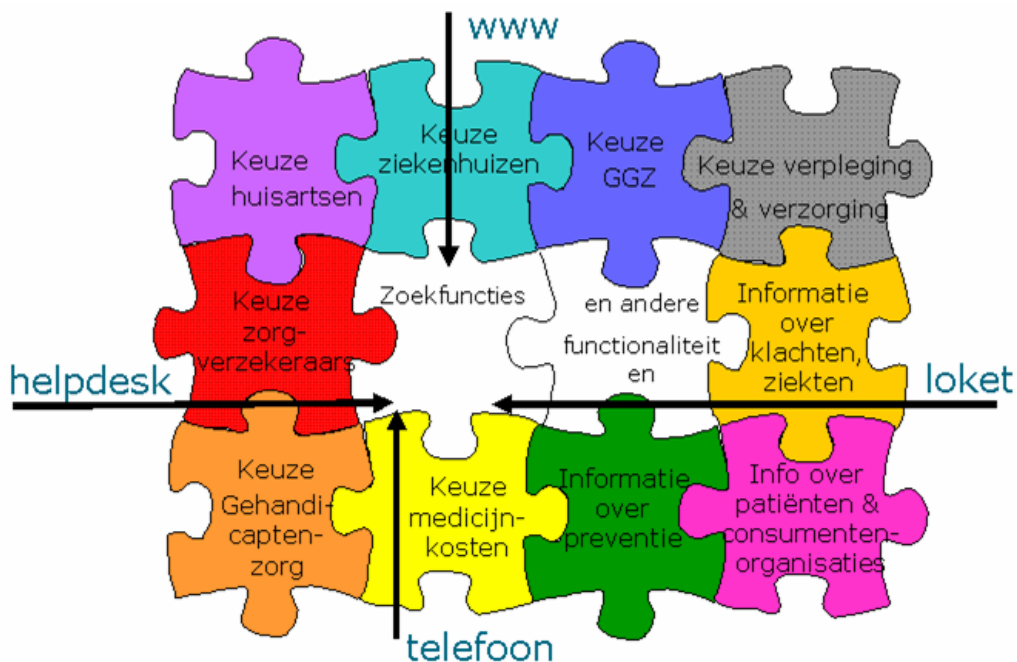 www
Keuze
huisartsen
Keuze
ziekenhuizen
Keuze
GGZ
Keuze verpleging
& verzorging
Keuze
zorg-
verzekeraars
Zoekfuncties
en andere
functionaliteit
en
Informatie
over
klachten,
ziekten
helpdesk
loket
Keuze
Gehandi-
capten-
zorg
Keuze
medicijn-
kosten
Informatie
over
preventie
Info over
patiënten &
consumenten-
organisaties
telefoon